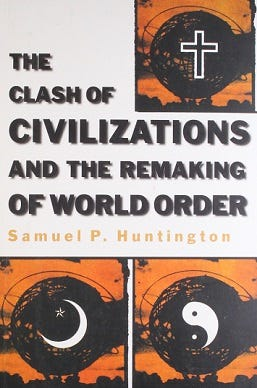 THE
CLASH OF
CIVILIZATIONS
AND THE REMAKING
OF WORLD ORDER
Samuel P. Huntington